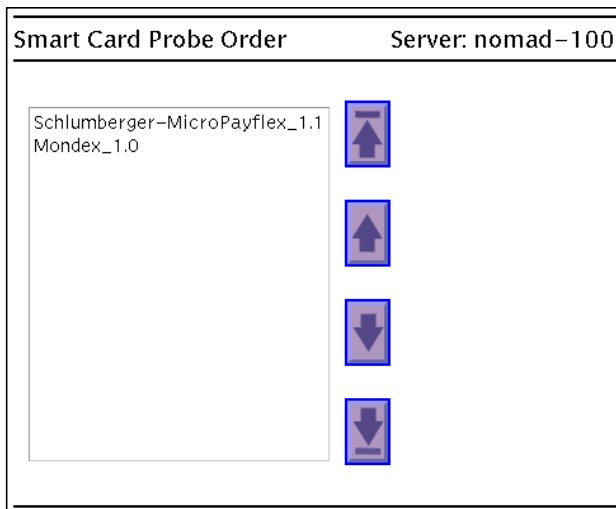 Smart Card Probe Order Server: nomad-100
Schlumberger-MicroPayflex_1.1
Mondex_1.0